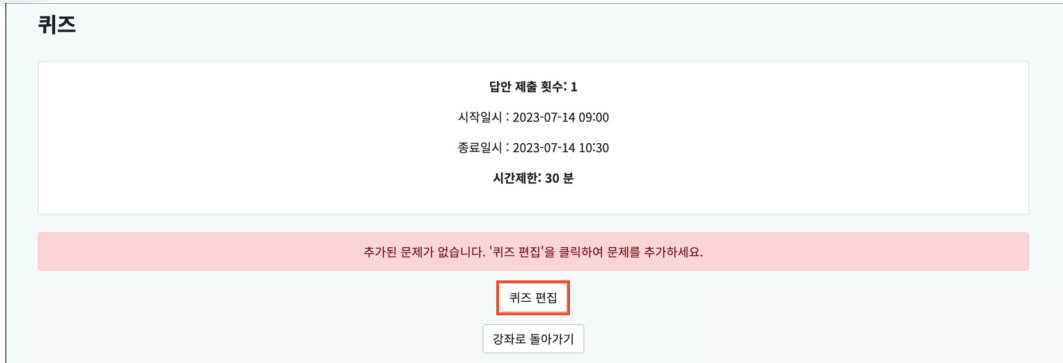 퀴즈
답안 제출 횟수: 1
시작일시 : 2023-07-14 09:00
종료일시 : 2023-07-14 10:30
시간제한: 30 분
추가된 문제가 없습니다. '퀴즈 편집'을 클릭하여 문제를 추가하세요.
퀴즈 편집
강좌로 돌아가기